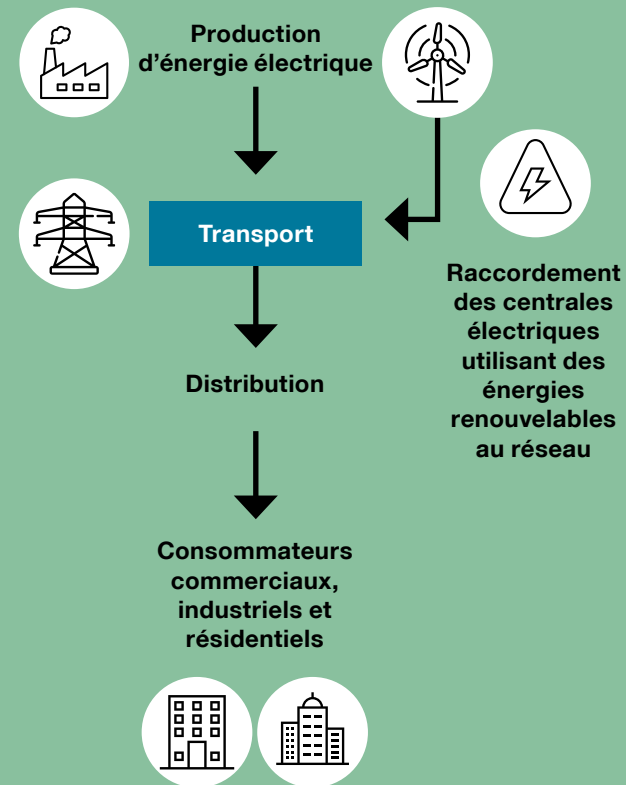 Production
d’énergie électrique
Transport
Raccordement
des centrales
électriques
utilisant des
énergies
renouvelables
au réseau
Distribution
Consommateurs
commerciaux,
industriels et
résidentiels